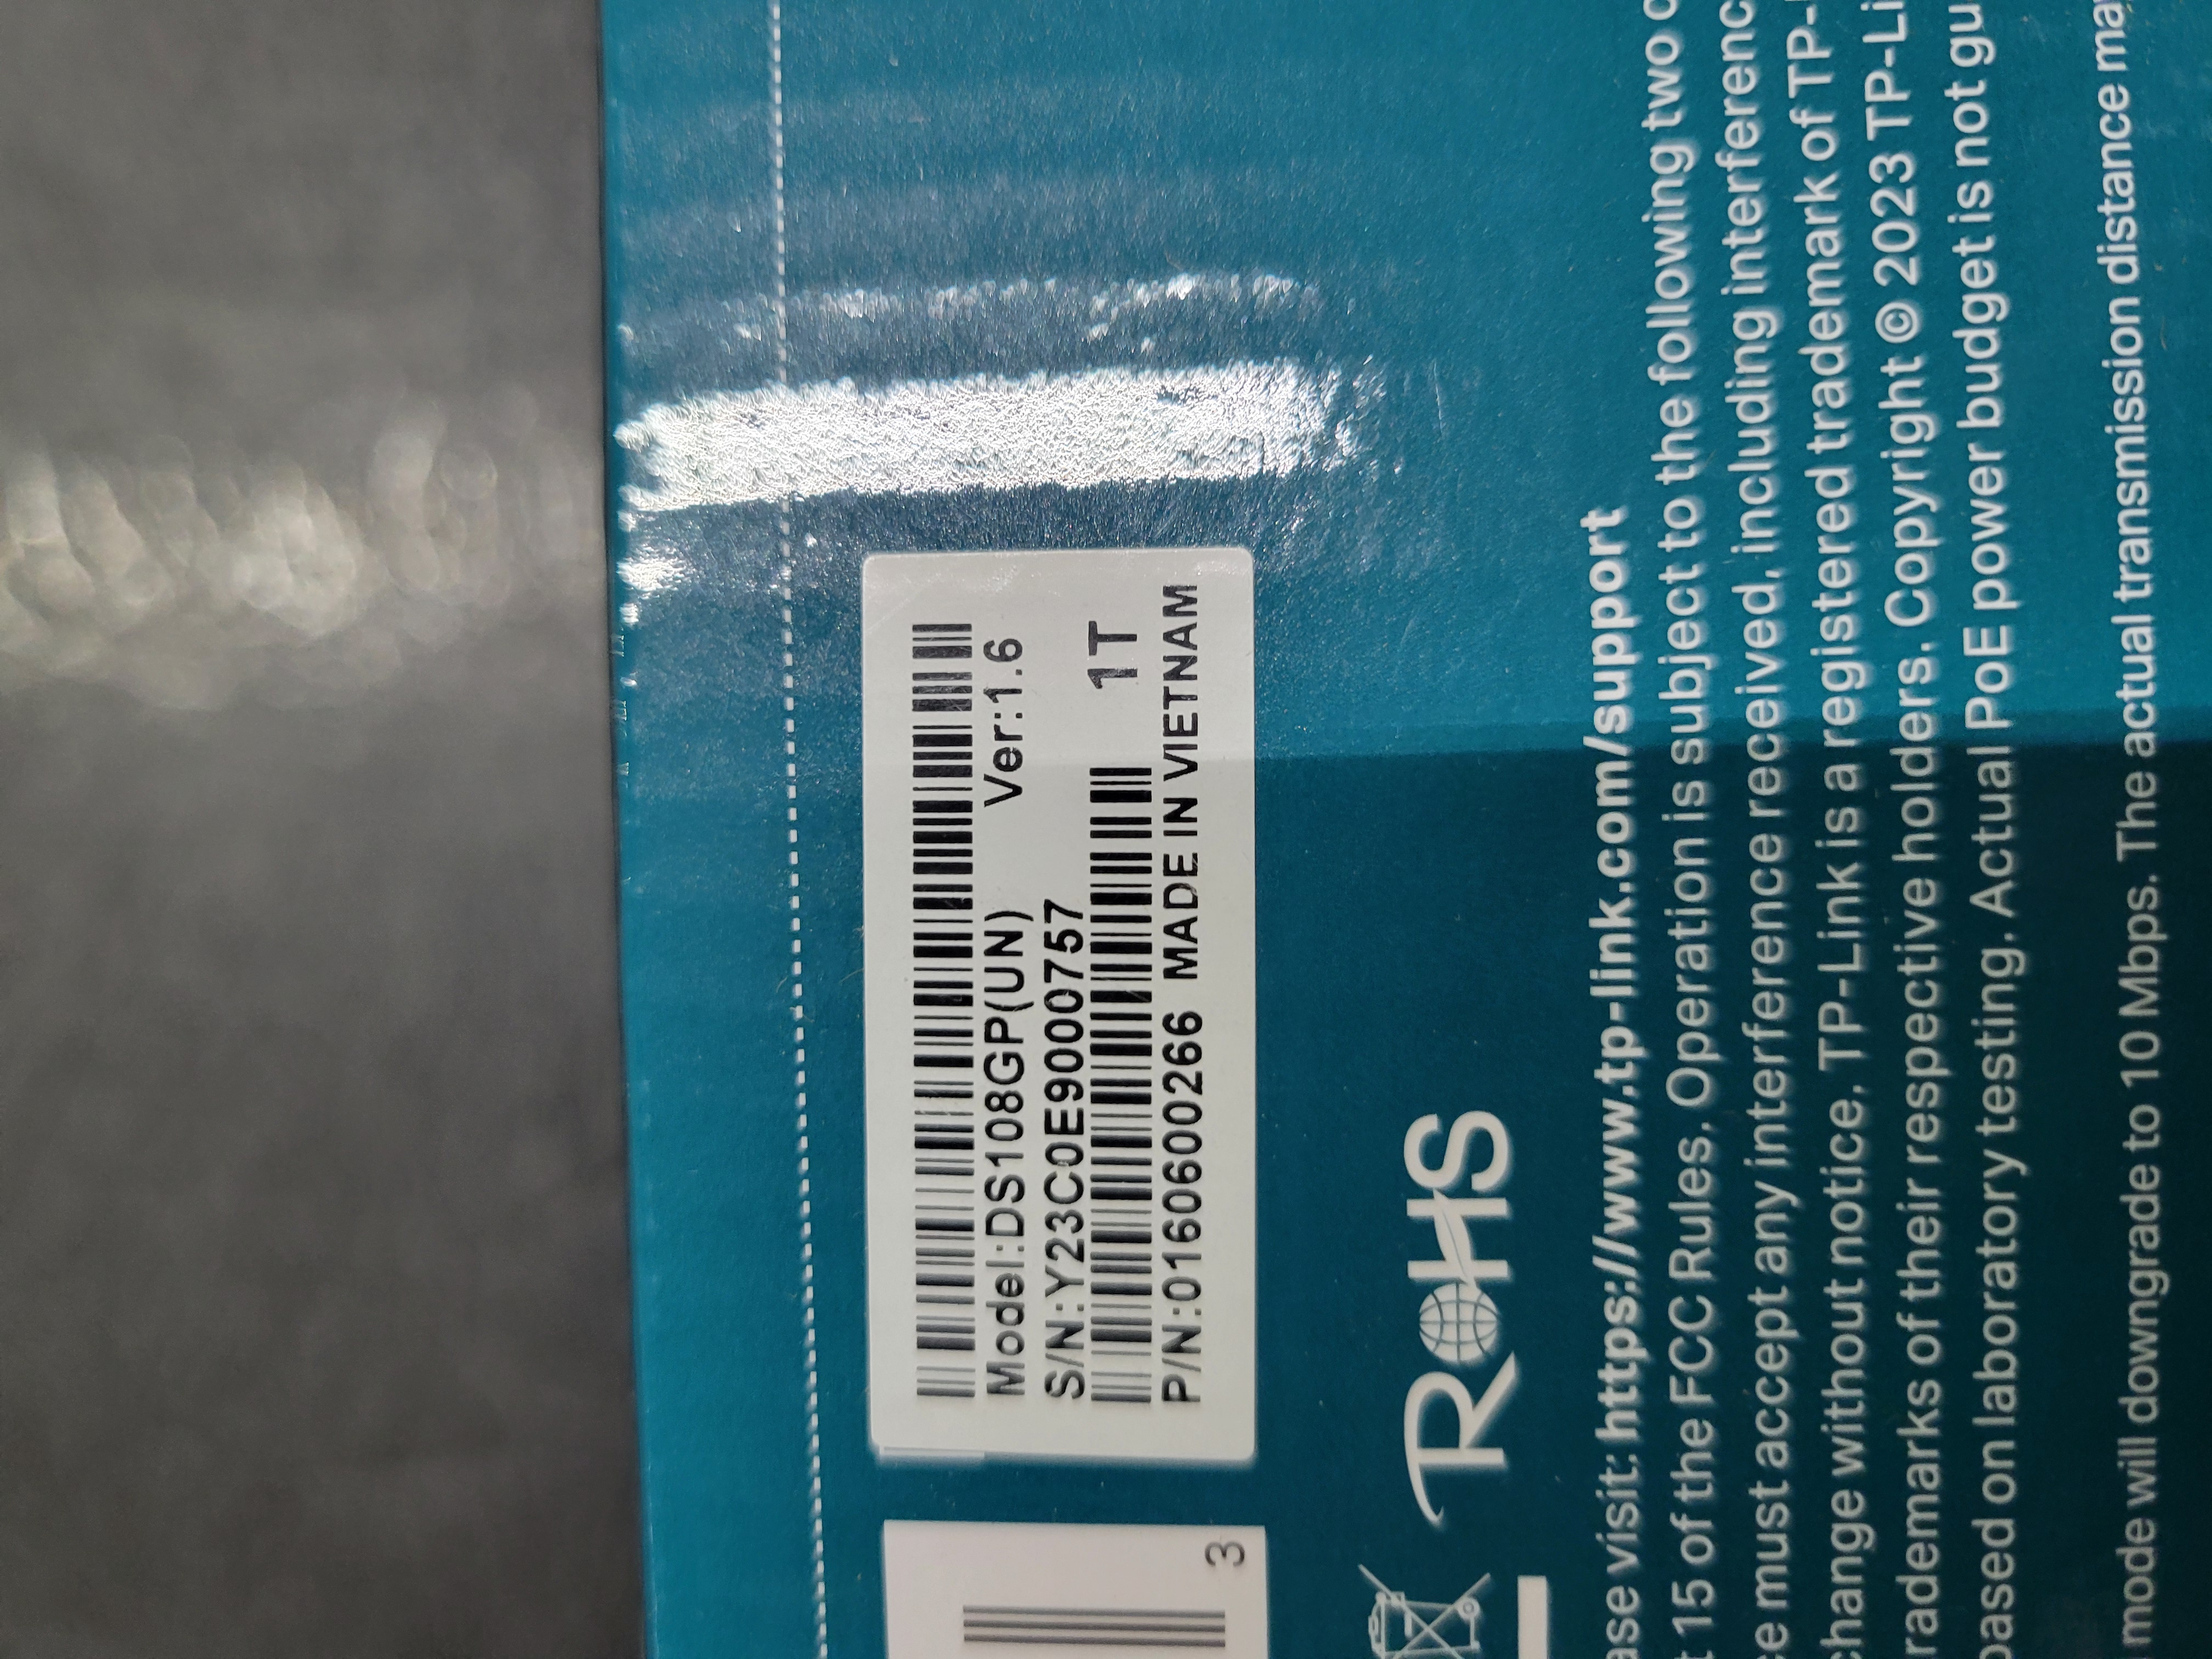 Model:DS108GP(UN) Ver:1.6
S/N:Y23C0E9000757
1T
P/N:0160600266 MADE IN VIETNAM
3
RoHS
ase visit: https://www.tp-link.com/support
15 of the FCC Rules. Operation is subject to the following two
must accept any interference received, including interferenc
change without notice. TP-Link is a registered trademark of TP-
rademarks of their respective holders. Copyright © 2023 TP-Li
based on laboratory testing. Actual PoE power budget is not gu
mode will downgrade to 10 Mbps. The actual transmission distance ma